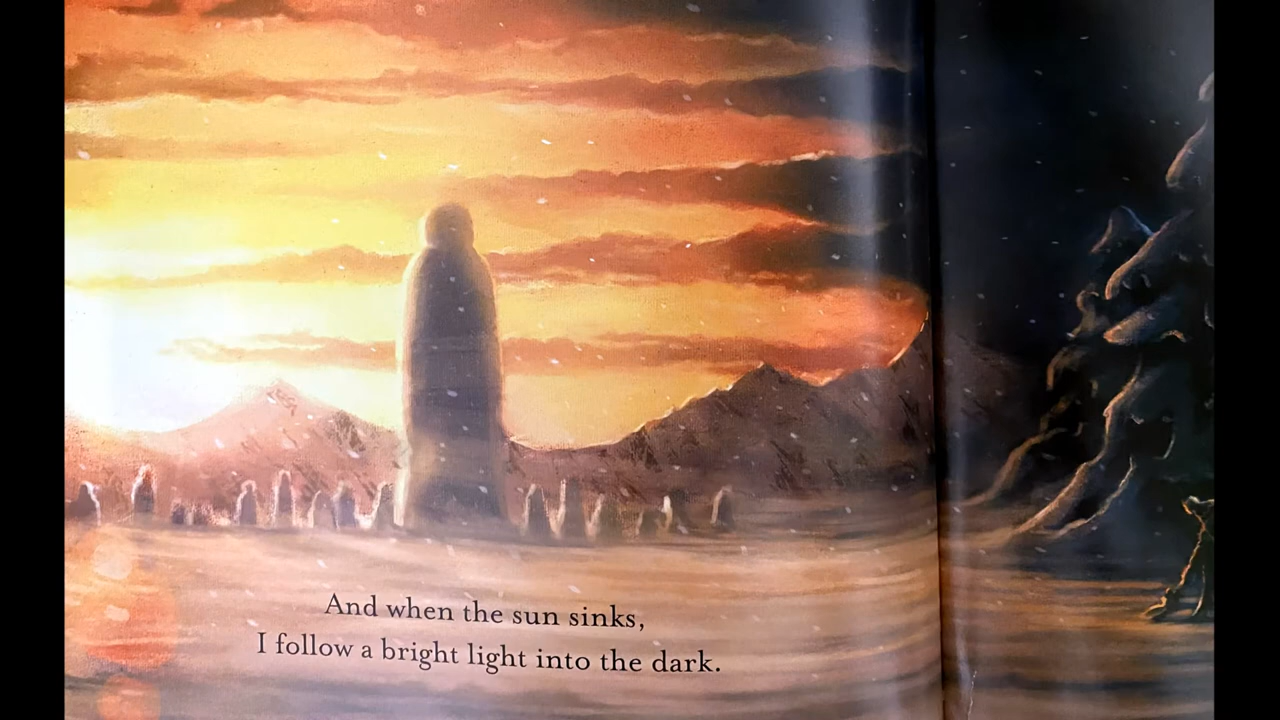 And when the sun sinks,
I follow a bright light into the dark.